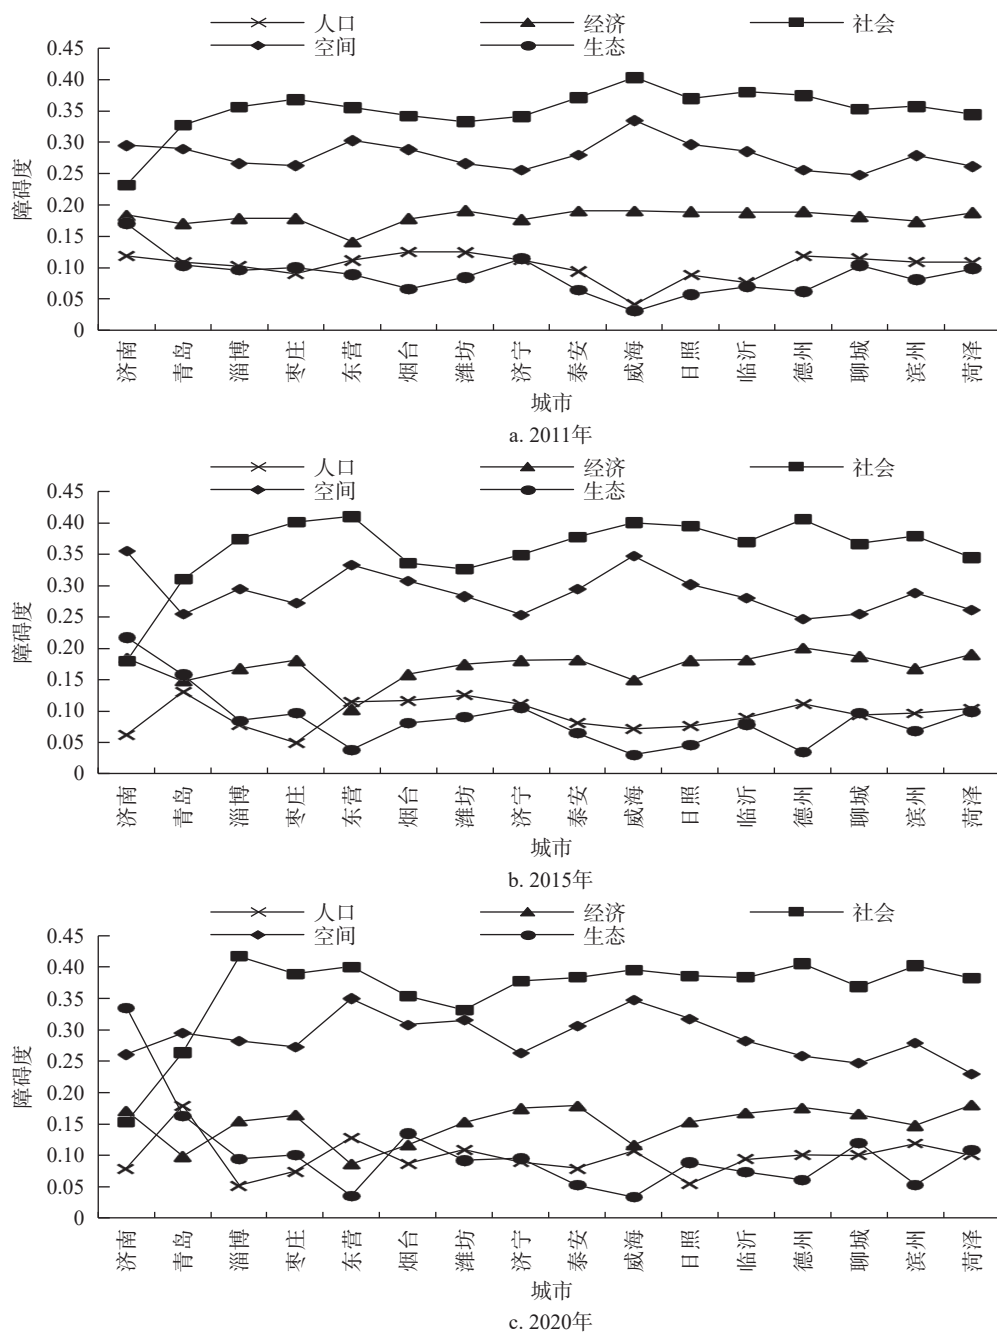 人口 经济 社会
空间 生态
0.45
0.40
0.35
0.30
0.25
0.20
0.15
0.10
0.05
0
障碍度
济南 青岛 淄博 枣庄 东营 烟台 潍坊 济宁 泰安 威海 日照 临沂 德州 聊城 滨州 菏泽
城市
a. 2011年
人口 经济 社会
空间 生态
0.45
0.40
0.35
0.30
0.25
0.20
0.15
0.10
0.05
0
障碍度
济南 青岛 淄博 枣庄 东营 烟台 潍坊 济宁 泰安 威海 日照 临沂 德州 聊城 滨州 菏泽
城市
b. 2015年
人口 经济 社会
空间 生态
0.45
0.40
0.35
0.30
0.25
0.20
0.15
0.10
0.05
0
障碍度
济南 青岛 淄博 枣庄 东营 烟台 潍坊 济宁 泰安 威海 日照 临沂 德州 聊城 滨州 菏泽
城市
c. 2020年